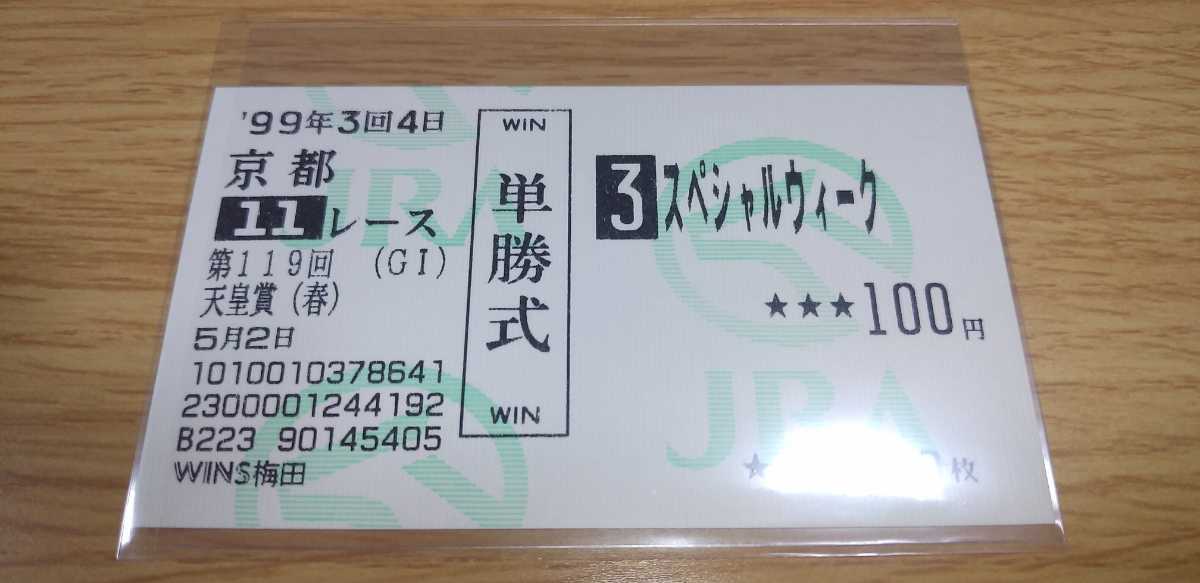 '99年3回4日
京都
11レース
第119回 (GI)
天皇賞(春)
5月2日
1010010378641
2300001244192
B223 90145405
WINS梅田
WIN
単勝式
WIN
3 スペシャルウィーク
★★★100円
★ 枚
JRA
JRA